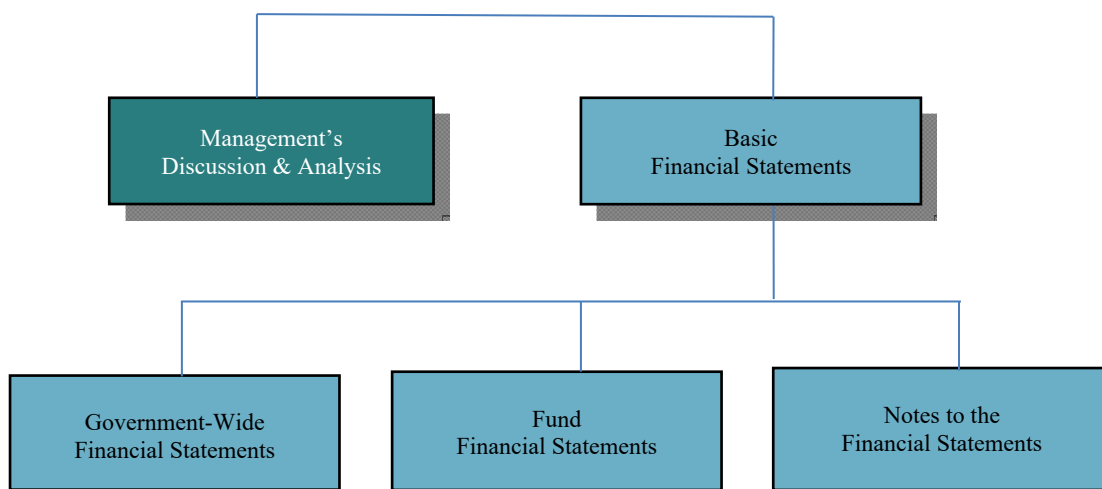 Management’s
Discussion & Analysis
Basic
Financial Statements
Government-Wide
Financial Statements
Fund
Financial Statements
Notes to the
Financial Statements